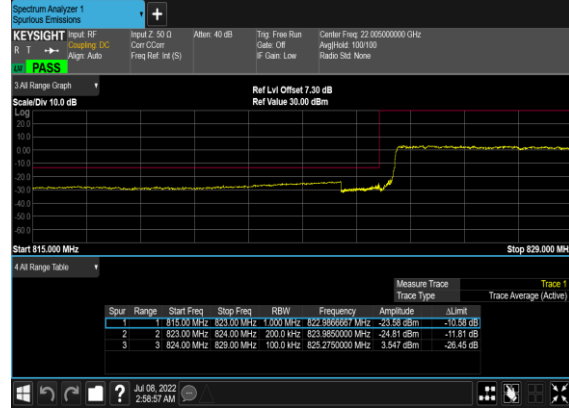 Spectrum Analyzer 1
Spurious Emissions
+
KEYSIGHT Input: RF Input Z: 50 Ω Atten: 40 dB Trig: Free Run Center Freq: 22.005000000 GHz
R T Coupling: DC Corr CCorr Gate: Off Avg|Hold: 100/100
Align: Auto Freq Ref: Int (S) IF Gain: Low Radio Std: None
PASS
3 All Range Graph Ref Lvl Offset 7.30 dB
Scale/Div 10.0 dB Ref Value 30.00 dBm
Log
20.0
10.0
0.00
-10.0
-20.0
-30.0
-40.0
-50.0
-60.0
Start 815.000 MHz Stop 829.000 MH
4 All Range Table
Measure Trace Trace 1
Trace Type Trace Average (Active)
Spur Range Start Freq Stop Freq RBW Frequency Amplitude ΔLimit
1 1 815.00 MHz 823.00 MHz 1.000 MHz 822.9866667 MHz -23.58 dBm -10.58 dB
2 2 823.00 MHz 824.00 MHz 200.0 kHz 823.9850000 MHz -24.81 dBm -11.81 dB
3 3 824.00 MHz 829.00 MHz 100.0 kHz 825.2750000 MHz 3.547 dBm -26.45 dB
? Jul 08, 2022
2:58:57 AM